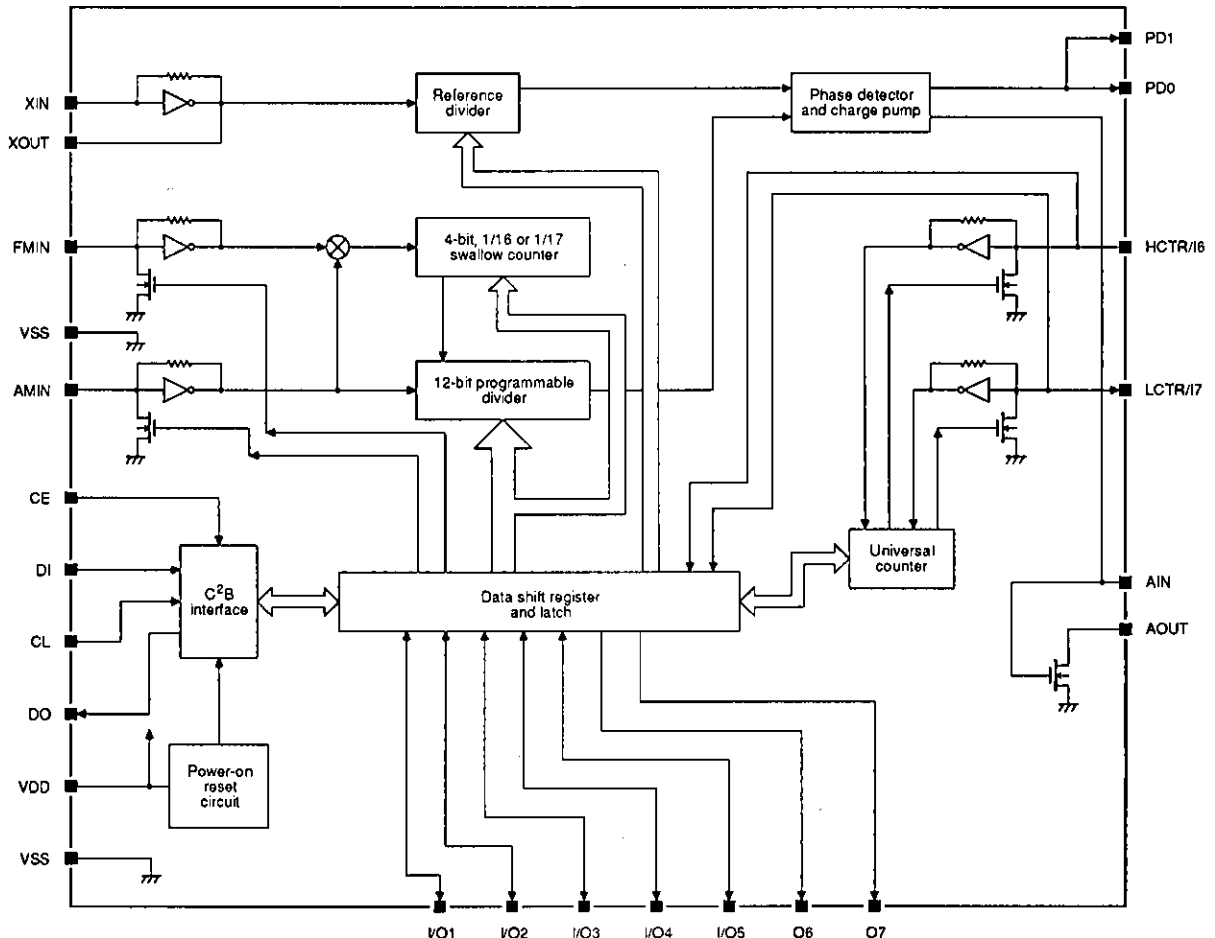 PD1
PD0
XIN
XOUT
Reference
divider
Phase detector
and charge pump
FMIN
4-bit, 1/16 or 1/17
swallow counter
HCTR/I6
VSS
AMIN
12-bit programmable
divider
LCTR/I7
CE
DI
CL
DO
C²B
interface
Data shift register
and latch
Universal
counter
AIN
AOUT
VDD
Power-on
reset
circuit
VSS
I/O1
I/O2
I/O3
I/O4
I/O5
O6
O7